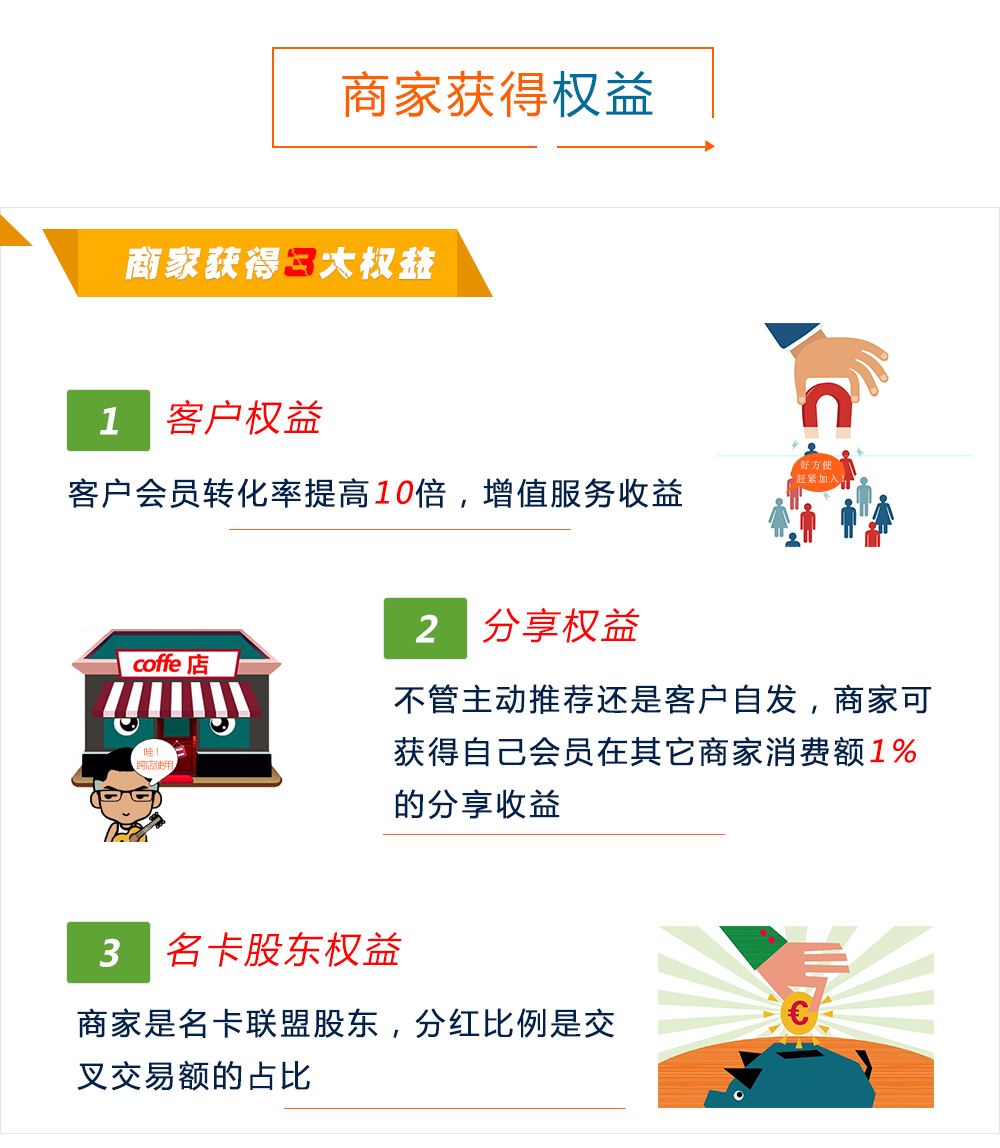 商家获得权益
商家获得3大权益
1 客户权益
客户会员转化率提高10倍，增值服务收益
好方便
赶紧加入
2 分享权益
不管主动推荐还是客户自发，商家可
获得自己会员在其它商家消费额1%
的分享收益
coffe 店
哇！
跨店使用
3 名卡股东权益
商家是名卡联盟股东，分红比例是交
叉交易额的占比
€